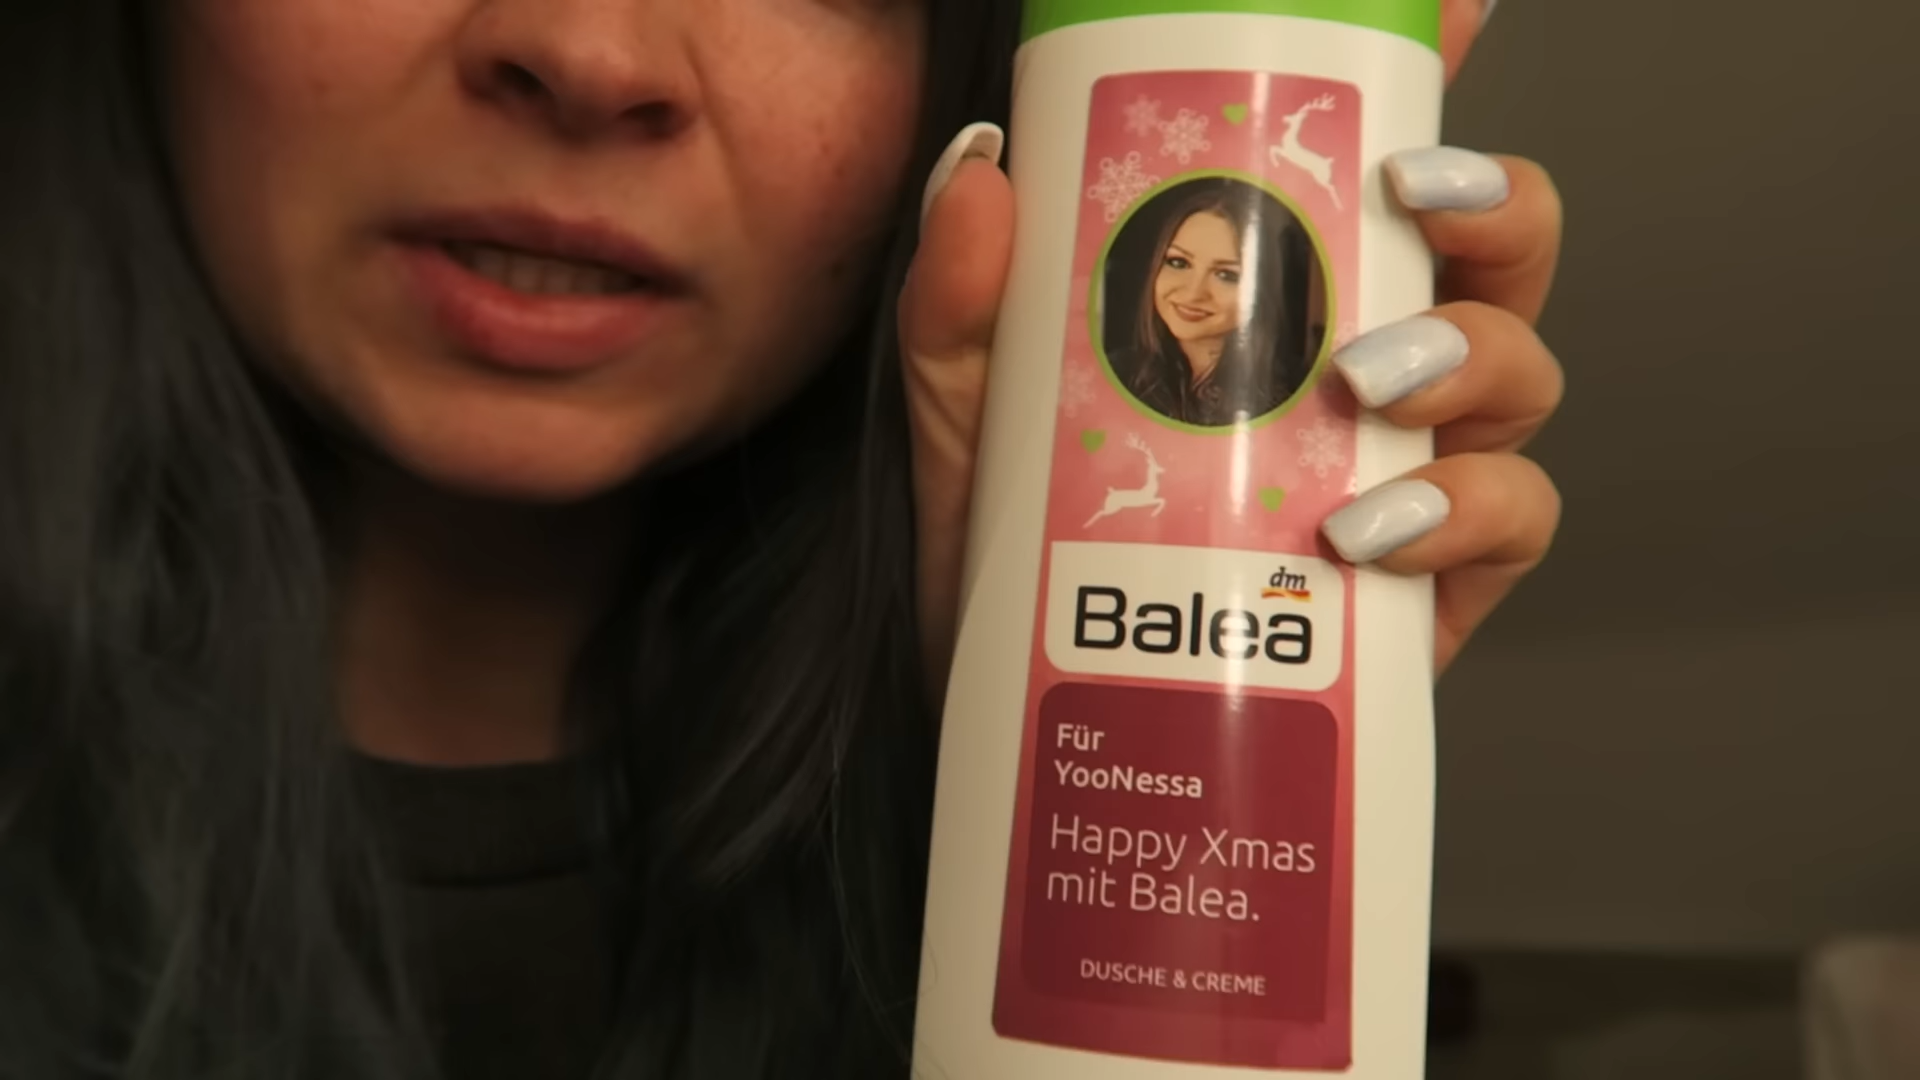 dm
Balea
Für
YooNessa
Happy Xmas
mit Balea.
DUSCHE & CREME